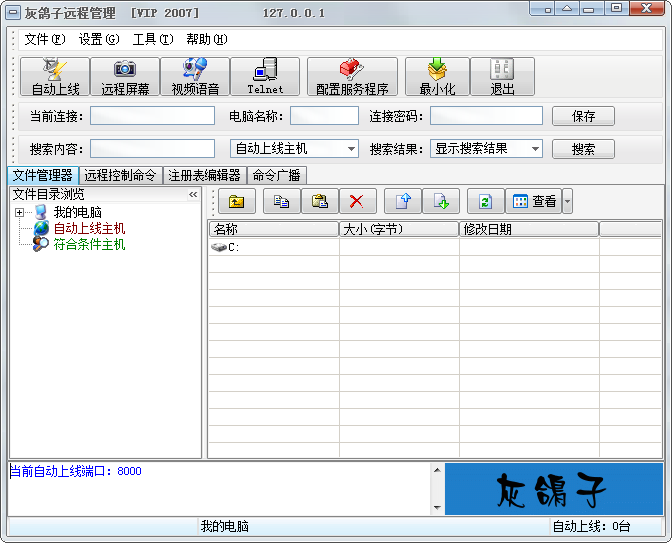 灰鸽子远程管理 [VIP 2007] 127.0.0.1
文件(F) 设置(G) 工具(T) 帮助(H)
自动上线 远程屏幕 视频语音 Telnet 配置服务程序 最小化 退出
当前连接: 电脑名称: 连接密码: 保存
搜索内容: 自动上线主机 搜索结果: 显示搜索结果 搜索
文件管理器 远程控制命令 注册表编辑器 命令广播
文件目录浏览 «
我的电脑
自动上线主机
符合条件主机
查看
名称 大小(字节) 修改日期
C:
当前自动上线端口: 8000
灰鸽子
我的电脑 自动上线: 0台